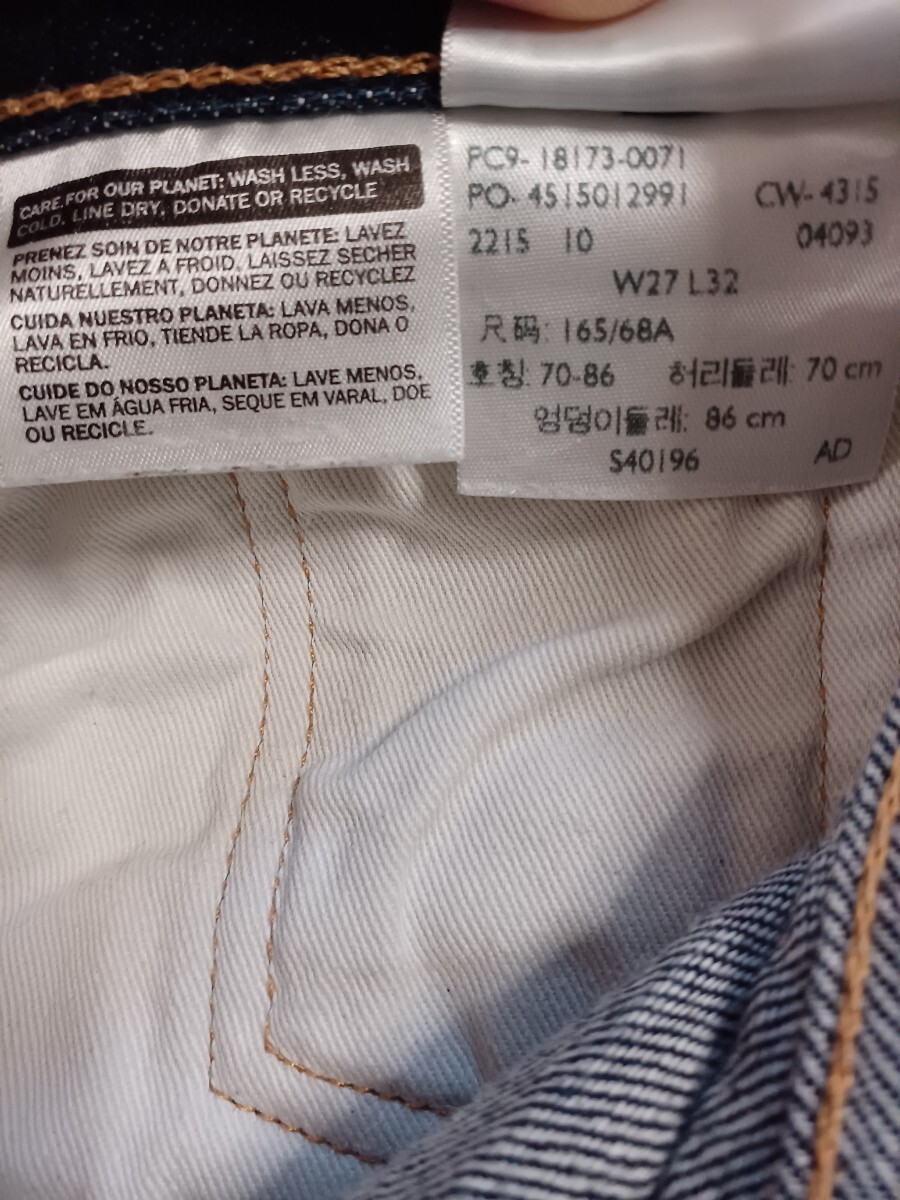 CARE FOR OUR PLANET: WASH LESS, WASH
COLD, LINE DRY, DONATE OR RECYCLE
PRENEZ SOIN DE NOTRE PLANETE: LAVEZ
MOINS, LAVEZ A FROID, LAISSEZ SECHER
NATURELLEMENT, DONNEZ OU RECYCLEZ
CUIDA NUESTRO PLANETA: LAVA MENOS,
LAVA EN FRIO, TIENDE LA ROPA, DONA O
RECICLA.
CUIDE DO NOSSO PLANETA: LAVE MENOS,
LAVE EM ÁGUA FRIA, SEQUE EM VARAL, DOE
OU RECICLE.
PC9- 18173-0071
PO- 4515012991 CW- 4315
2215 10 04093
W27 L32
尺码: 165/68A
호칭: 70-86 허리둘레: 70 cm
엉덩이둘레: 86 cm
S40196 AD